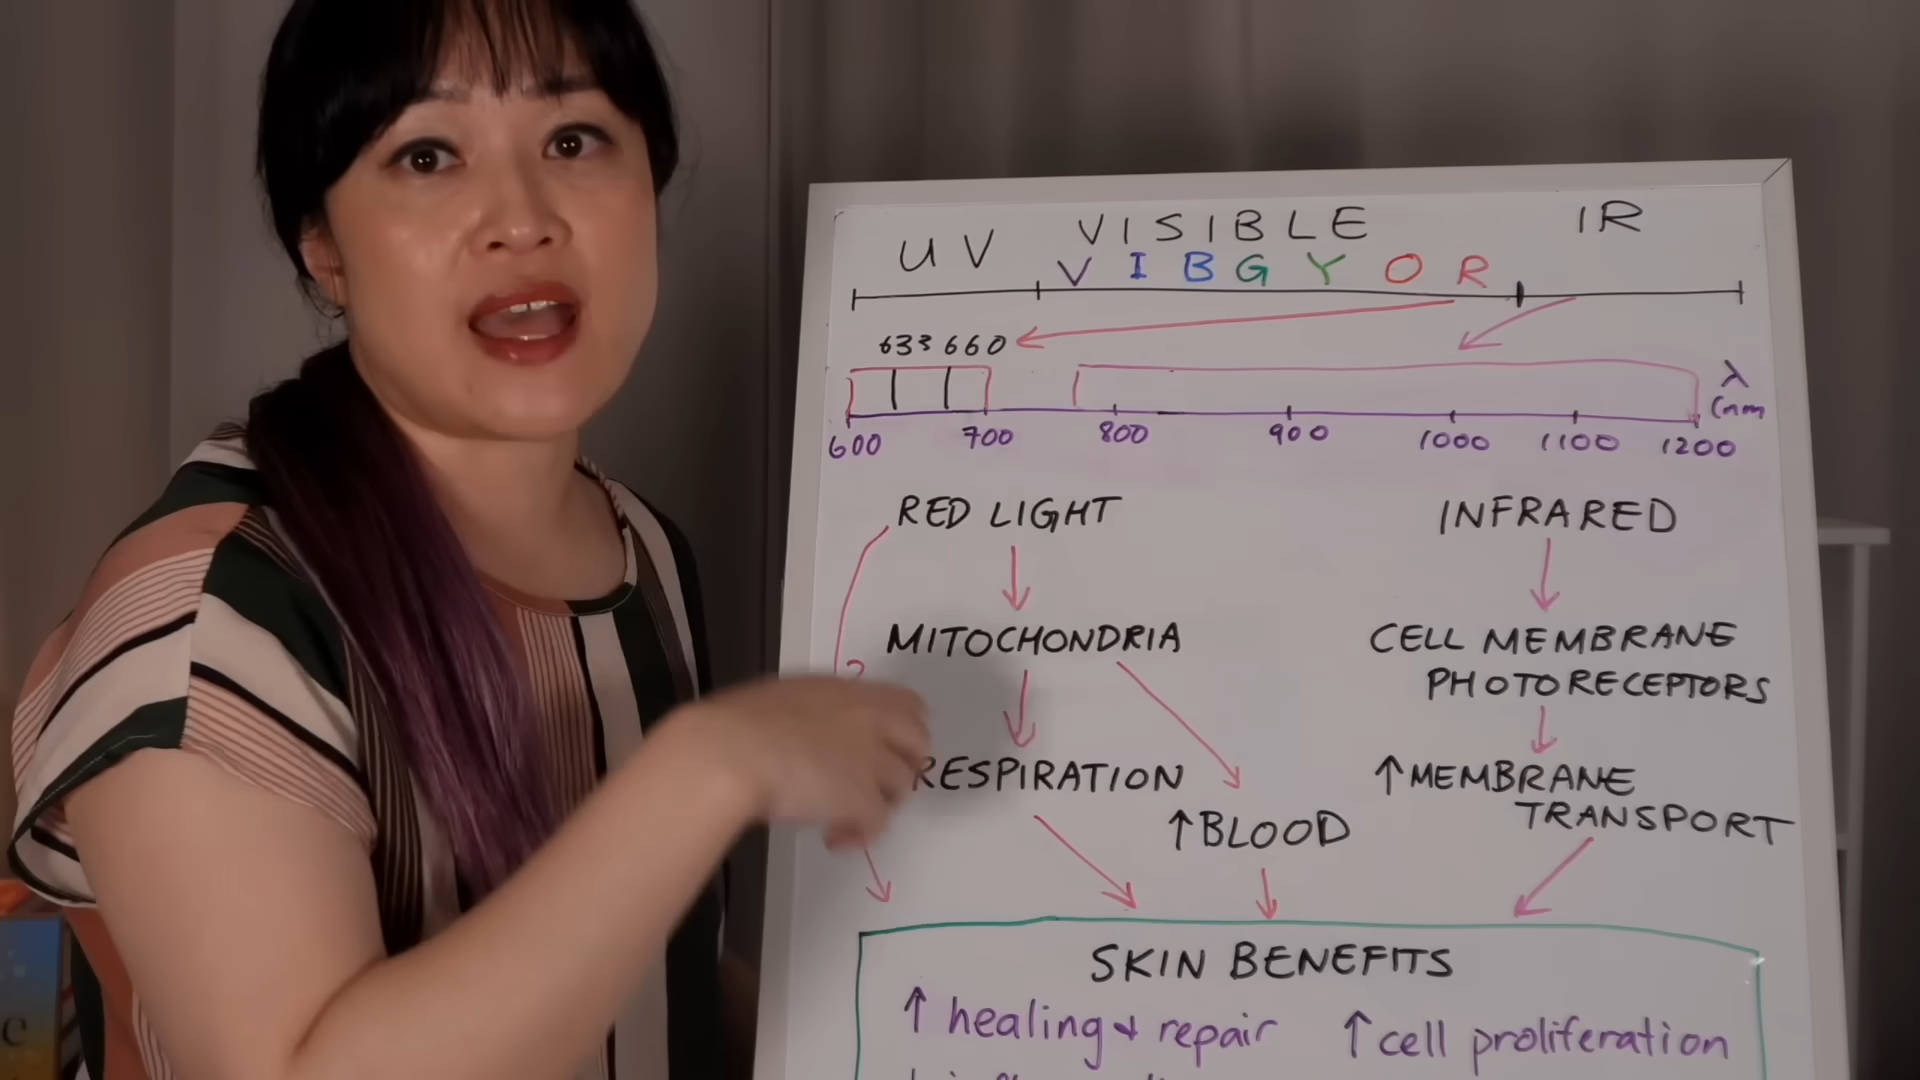 UV VISIBLE IR
V I B G Y O R
633 660
λ
(nm
600 700 800 900 1000 1100 1200
RED LIGHT INFRARED
MITOCHONDRIA CELL MEMBRANE
PHOTORECEPTORS
?
RESPIRATION ↑MEMBRANE
TRANSPORT
↑BLOOD
SKIN BENEFITS
↑ healing + repair ↑ cell proliferation
e